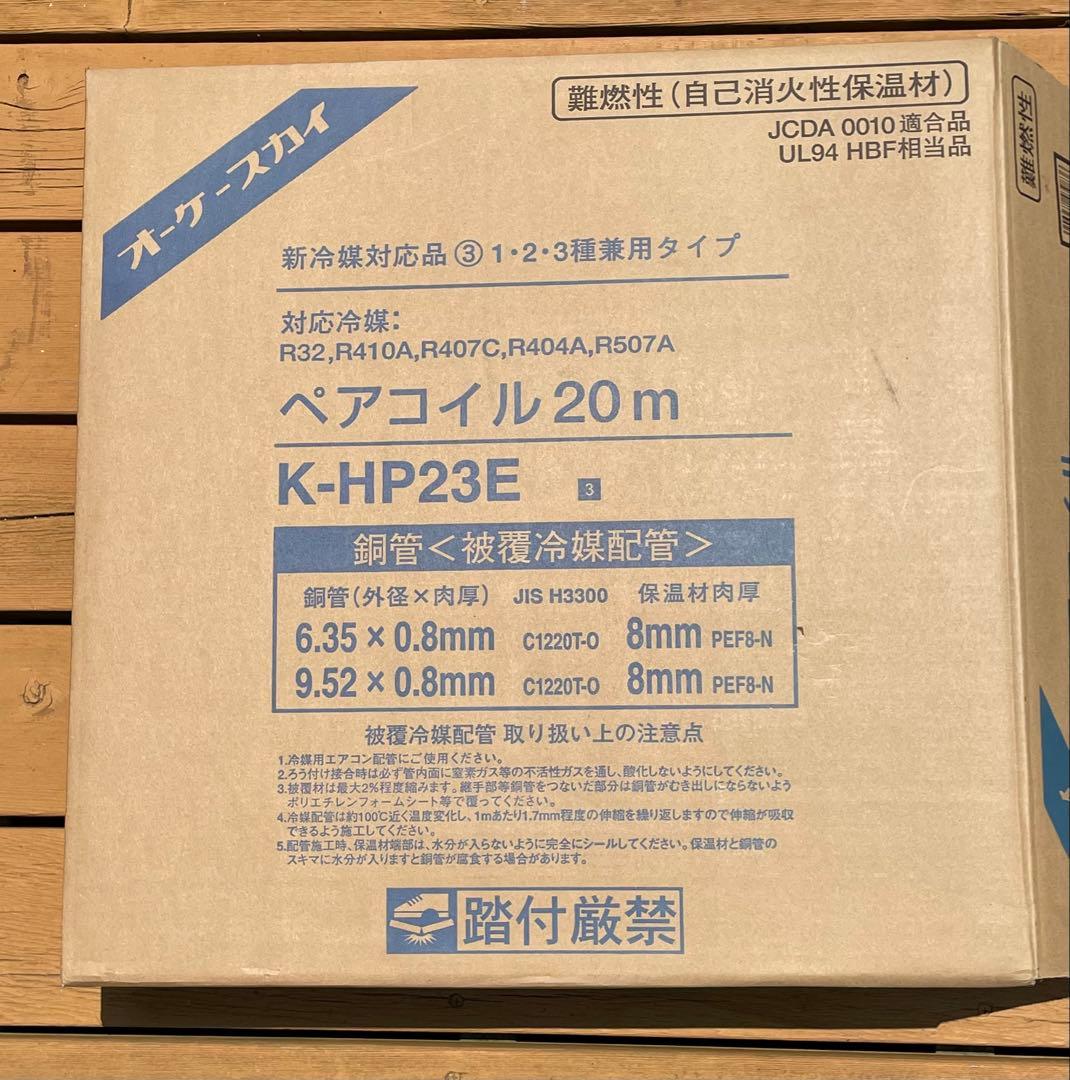 オーケースカイ
難燃性(自己消火性保温材)
JCDA 0010適合品
UL94 HBF相当品
難燃性
新冷媒対応品③1・2・3種兼用タイプ
対応冷媒:
R32,R410A,R407C,R404A,R507A
ペアコイル20m
K-HP23E 3
銅管<被覆冷媒配管>
銅管(外径×肉厚) JIS H3300 保温材肉厚
6.35×0.8mm C1220T-O 8mm PEF8-N
9.52×0.8mm C1220T-O 8mm PEF8-N
被覆冷媒配管 取り扱い上の注意点
1.冷媒用エアコン配管にご使用ください。
2.ろう付け接合時は必ず管内面に窒素ガス等の不活性ガスを通し、酸化しないようにしてください。
3.被覆材は最大2%程度縮みます。継手部等銅管をつないだ部分は銅管がむき出しにならないよう
ポリエチレンフォームシート等で覆ってください。
4.冷媒配管は約100℃近く温度変化し、1mあたり1.7mm程度の伸縮を繰り返しますので伸縮が吸収
できるよう施工してください。
5.配管施工時、保温材端部は、水分が入らないように完全にシールしてください。保温材と銅管の
スキマに水分が入りますと銅管が腐食する場合があります。
踏付厳禁